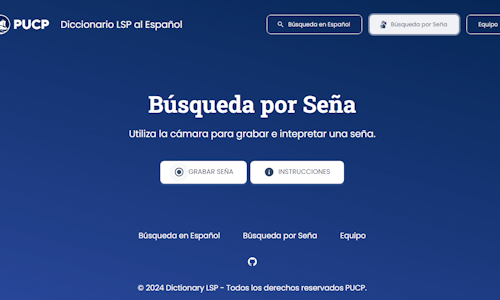 PUCP Diccionario LSP al Español Búsqueda en Español Búsqueda por Seña Equipo
Búsqueda por Seña
Utiliza la cámara para grabar e intepretar una seña.
GRABAR SEÑA INSTRUCCIONES
Búsqueda en Español Búsqueda por Seña Equipo
© 2024 Dictionary LSP - Todos los derechos reservados PUCP.